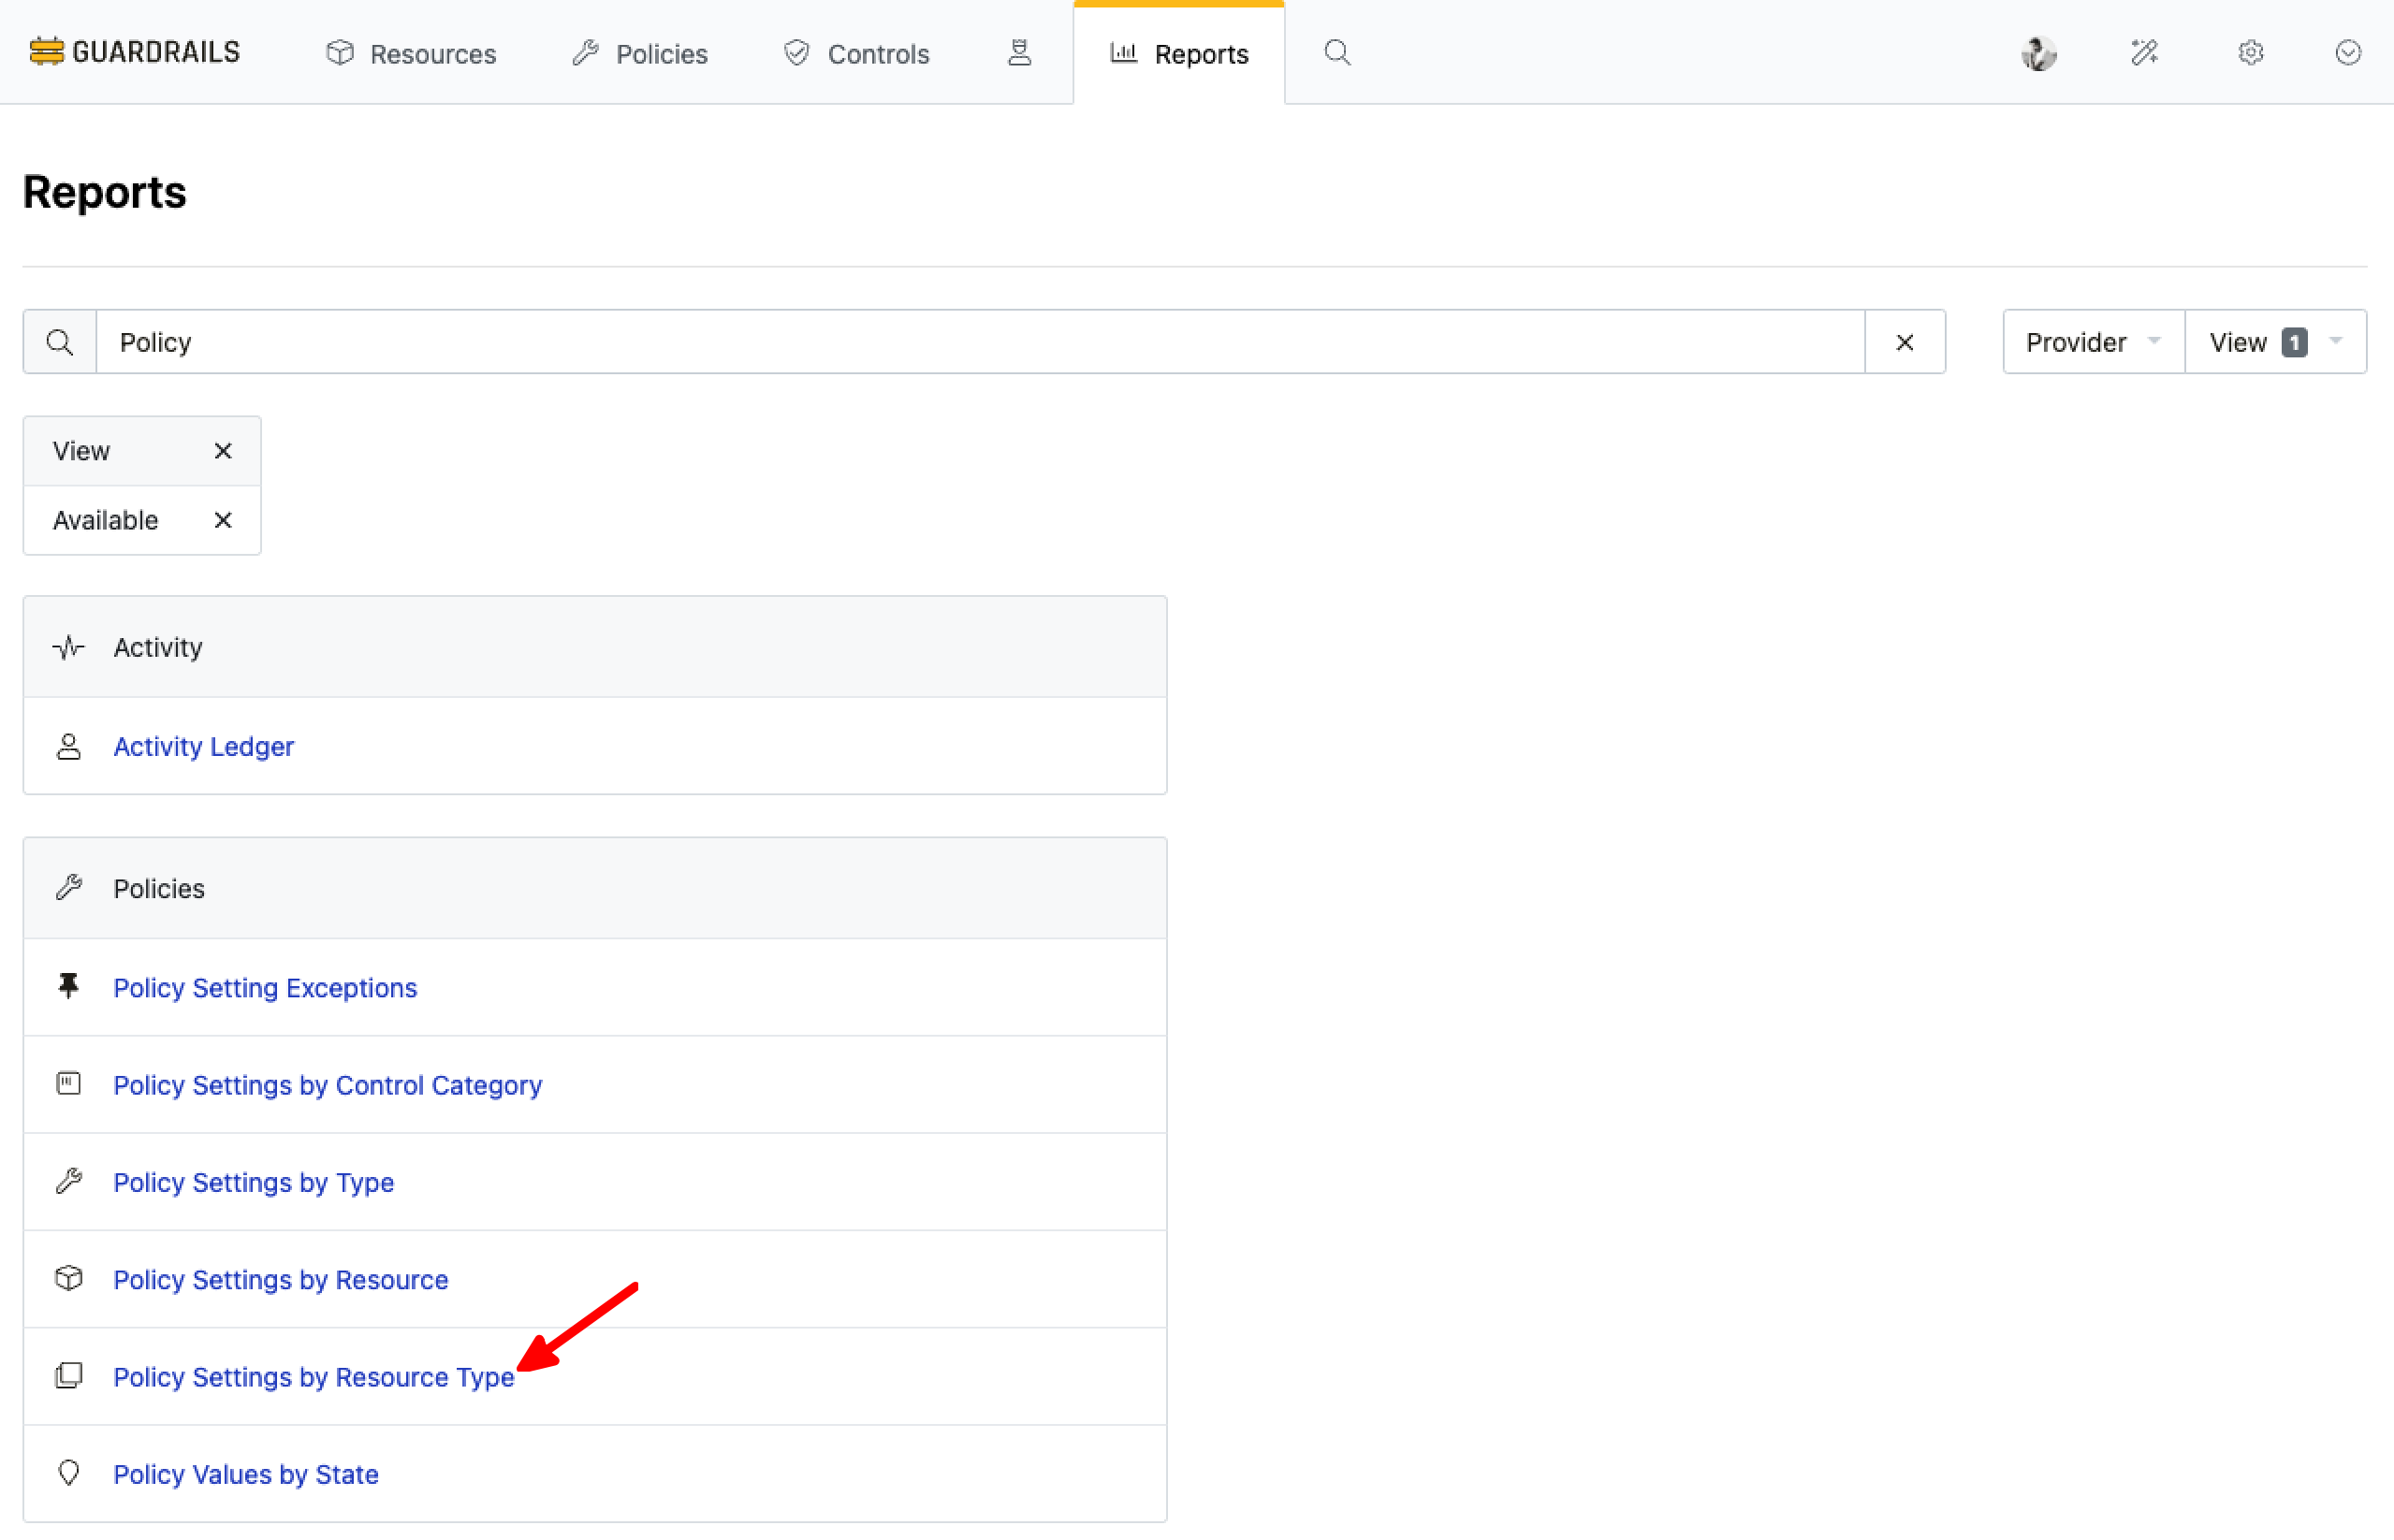 GUARDRAILS Resources Policies Controls Reports
Reports
Policy Provider View 1
View
Available
Activity
Activity Ledger
Policies
Policy Setting Exceptions
Policy Settings by Control Category
Policy Settings by Type
Policy Settings by Resource
Policy Settings by Resource Type
Policy Values by State